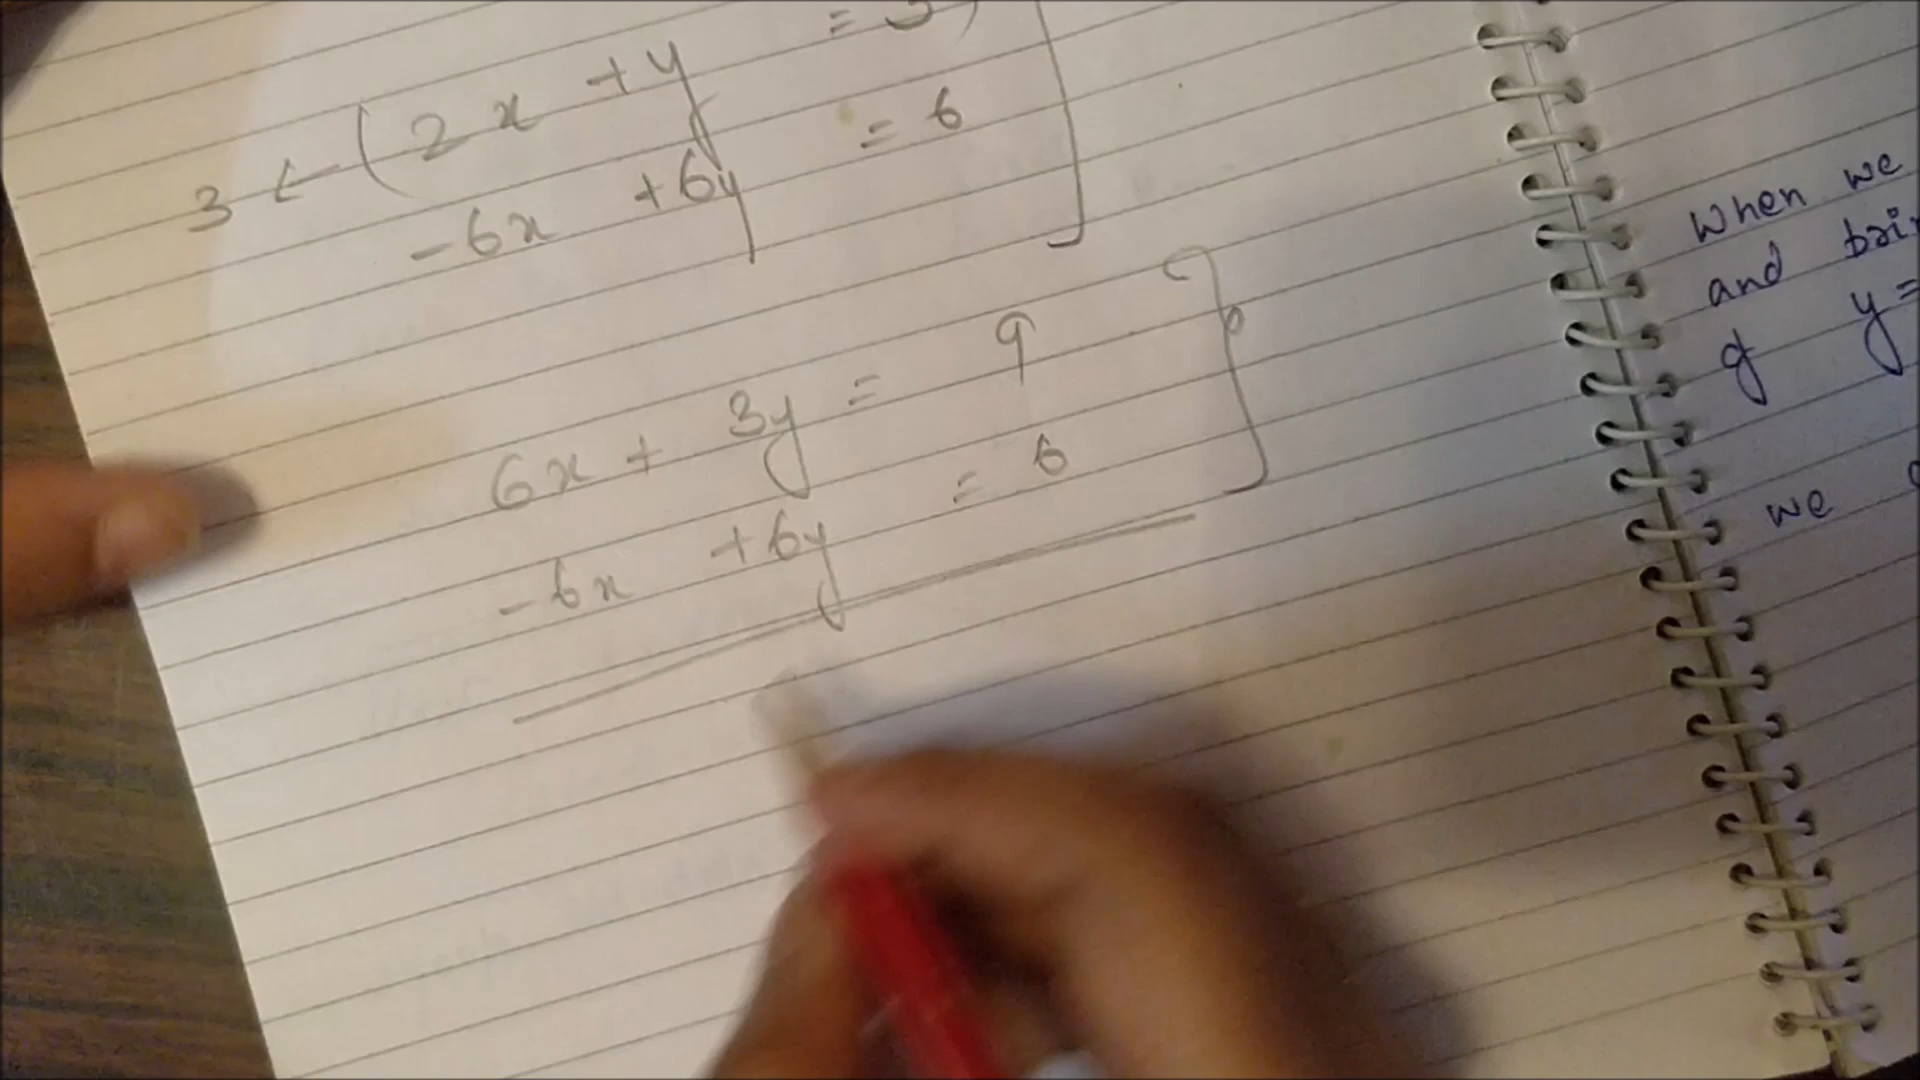 3 ← (2x + y = 3)
-6x + 6y = 6
6x + 3y = 9
-6x + 6y = 6
When we
and
g y =
we